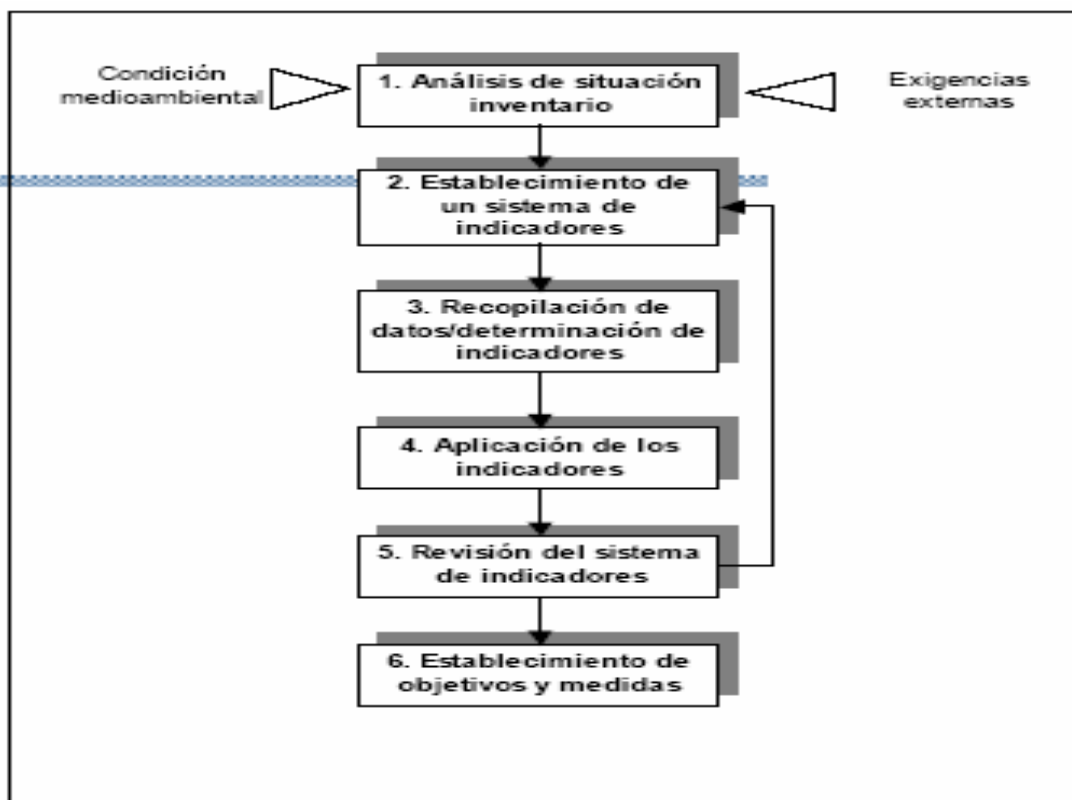 Condición
medioambiental
1. Análisis de situación
inventario
Exigencias
externas
2. Establecimiento de
un sistema de
indicadores
3. Recopilación de
datos/determinación de
indicadores
4. Aplicación de los
indicadores
5. Revisión del sistema
de indicadores
6. Establecimiento de
objetivos y medidas